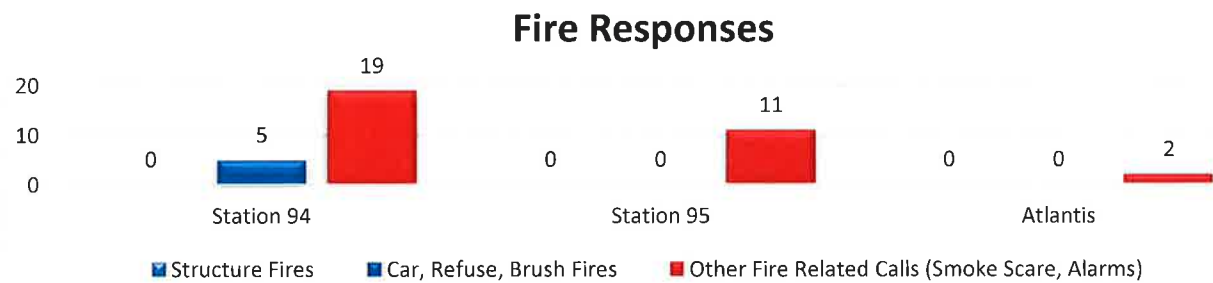 Fire Responses
20
10
0
0 5 19
0 0 11
0 0 2
Station 94 Station 95 Atlantis
Structure Fires Car, Refuse, Brush Fires Other Fire Related Calls (Smoke Scare, Alarms)